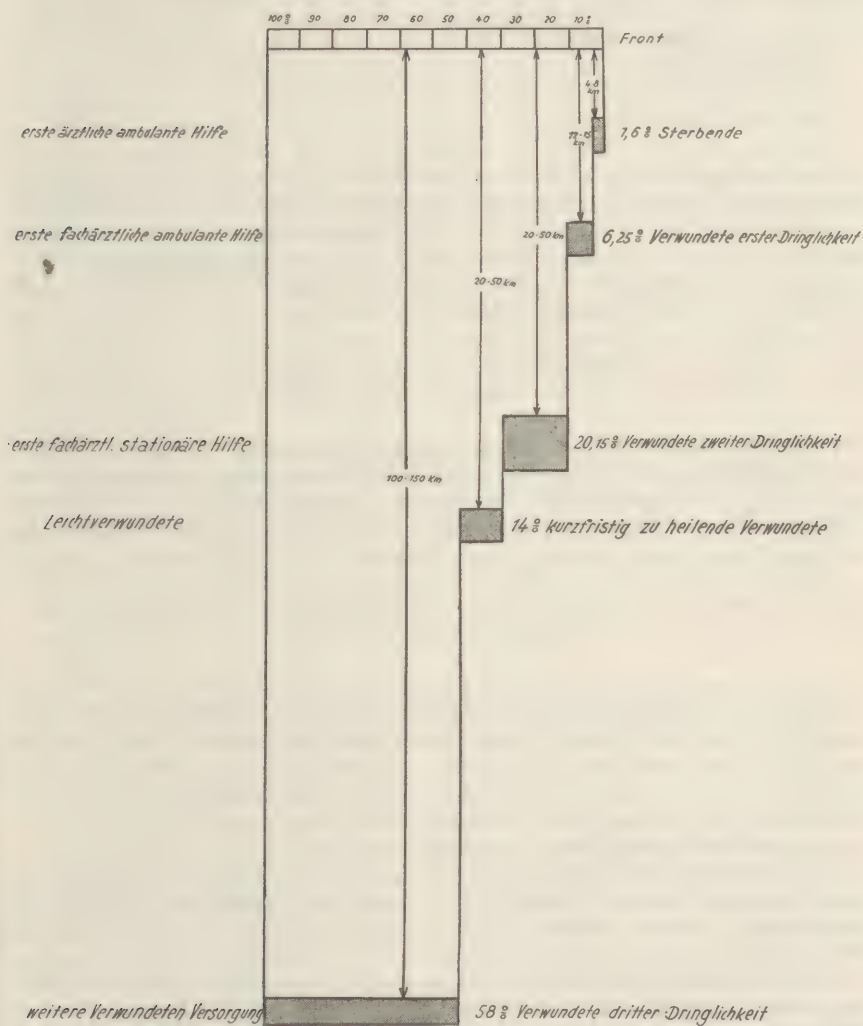 100% 90 80 70 60 50 40 30 20 10%
Front
4-8 km
erste ärztliche ambulante Hilfe
1,6% Sterbende
12-15 km
erste fachärztliche ambulante Hilfe
6,25% Verwundete erster Dringlichkeit
20-50 km
20-50 km
erste fachärztl. stationäre Hilfe
20,15% Verwundete zweiter Dringlichkeit
100-150 km
Leichtverwundete
14% kurzfristig zu heilende Verwundete
weitere Verwundeten Versorgung
58% Verwundete dritter Dringlichkeit